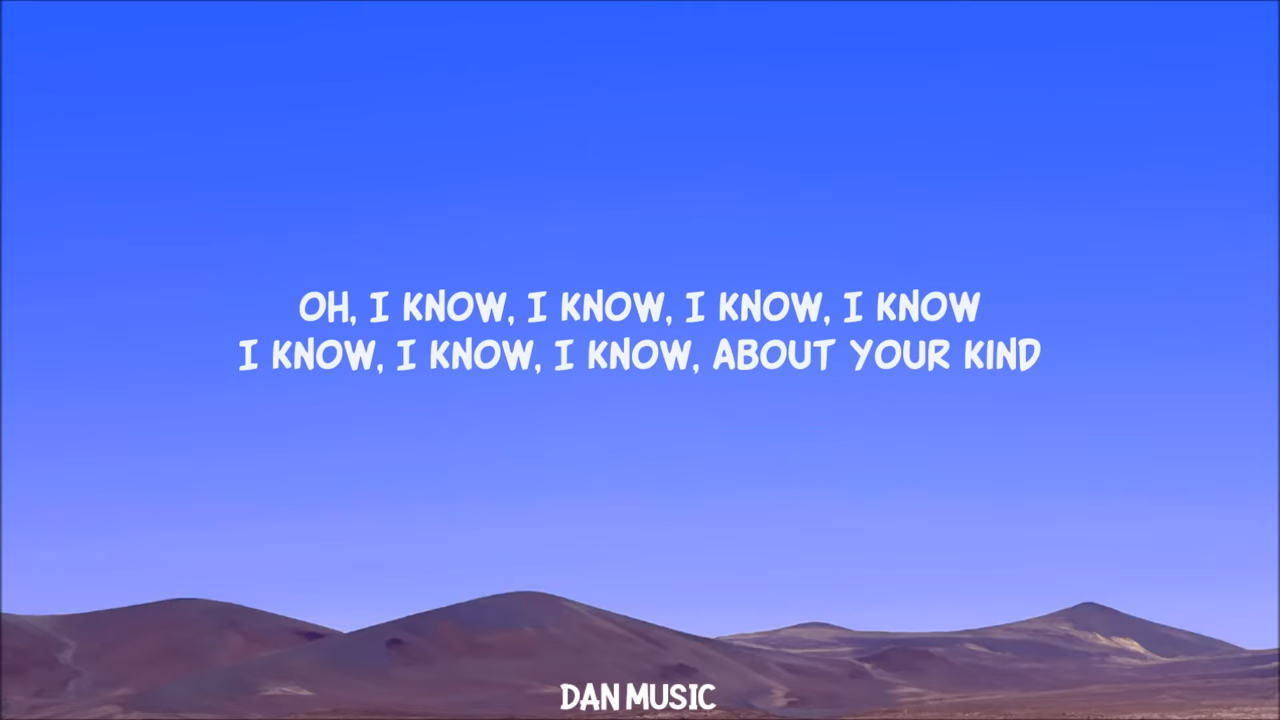 OH, I KNOW, I KNOW, I KNOW, I KNOW
I KNOW, I KNOW, I KNOW, ABOUT YOUR KIND
DAN MUSIC